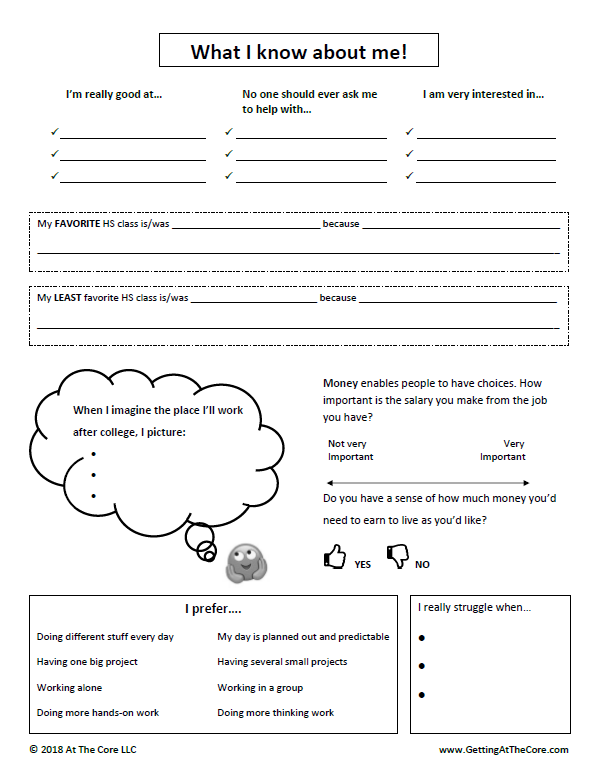 What I know about me!
I'm really good at...
No one should ever ask me
to help with...
I am very interested in...
My FAVORITE HS class is/was ____________________________ because ______________________________________
My LEAST favorite HS class is/was ________________________ because ______________________________________
When I imagine the place I'll work
after college, I picture:
Money enables people to have choices. How
important is the salary you make from the job
you have?
Not very
Important
Very
Important
Do you have a sense of how much money you'd
need to earn to live as you'd like?
YES
NO
I prefer....
Doing different stuff every day
My day is planned out and predictable
Having one big project
Having several small projects
Working alone
Working in a group
Doing more hands-on work
Doing more thinking work
I really struggle when...
© 2018 At The Core LLC
www.GettingAtTheCore.com